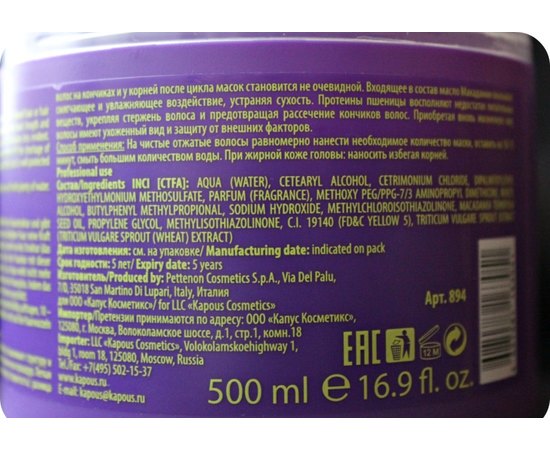 волос на кончиках и у корней после цикла масок становится не очевидной. Входящее в состав масло Макадамии
смягчающее и увлажняющее воздействие, устраняя сухость. Протеины пшеницы восполняют недостаток
веществ, укрепляя стержень волоса и предотвращая рассечение кончиков волос. Приобретая вновь
волосы имеют ухоженный вид и защиту от внешних факторов.
Способ применения: На чистые отжатые волосы равномерно нанести необходимое количество маски, оставить на
минут, смыть большим количеством воды. При жирной коже головы: наносить избегая корней.
Professional use
Состав/Ingredients INCI [CTFA]: AQUA (WATER), CETEARYL ALCOHOL, CETRIMONIUM CHLORIDE,
HYDROXYETHYLMONIUM METHOSULFATE, PARFUM (FRAGRANCE), METHOXY PEG/PPG-7/3 AMINOPROPYL DIMETHICONE,
ALCOHOL, BUTYLPHENYL METHYLPROPIONAL, SODIUM HYDROXIDE, METHYLCHLOROISOTHIAZOLINONE, MACADAMIA TERNIFOLIA
SEED OIL, PROPYLENE GLYCOL, METHYLISOTHIAZOLINONE, C.I. 19140 (FD&C YELLOW 5), TRITICUM VULGARE SPROUT
(TRITICUM VULGARE SPROUT (WHEAT) EXTRACT)
Дата изготовления: см. на упаковке/ Manufacturing date: indicated on pack
Срок годности: 5 лет/ Expiry date: 5 years
Изготовитель/Produced by: Pettenon Cosmetics S.p.A., Via Del Palu,
7/D, 35018 San Martino Di Lupari, Italy, Италия
для ООО «Капус Косметикс»/ for LLC «Kapous Cosmetics»
Импортер/Претензии принимаются по адресу: ООО «Капус Косметикс»,
125080, г. Москва, Волоколамское шоссе, д.1, стр.1, комн.18
Importer: LLC «Kapous Cosmetics», Volokolamskoehighway 1,
bldg 1, room 18, 125080, Moscow, Russia
Tel./Fax: +7(495) 502-15-37
www.kapous.ru
E-mail: kapous@kapous.ru
Арт. 894
EAC
12 M
500 ml e 16.9 fl. oz.